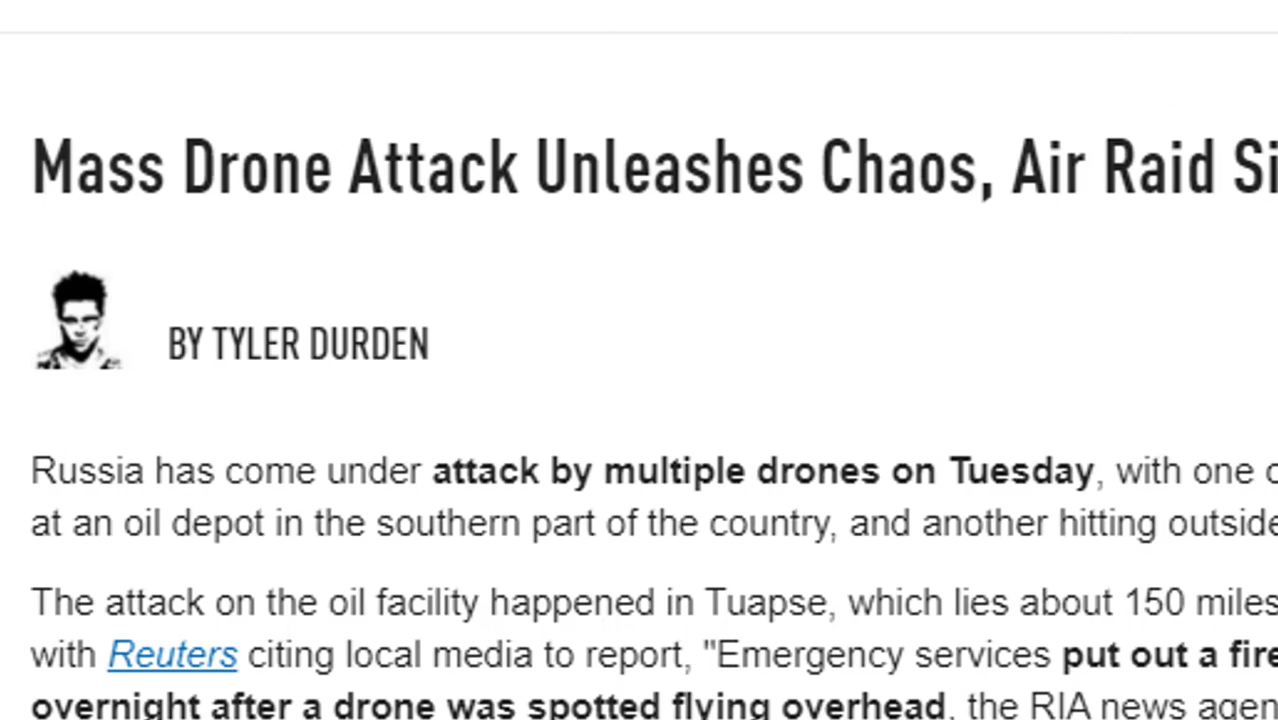 Mass Drone Attack Unleashes Chaos, Air Raid
BY TYLER DURDEN
Russia has come under attack by multiple drones on Tuesday, with one
at an oil depot in the southern part of the country, and another hitting outside
The attack on the oil facility happened in Tuapse, which lies about 150 miles
with Reuters citing local media to report, "Emergency services put out a fire
overnight after a drone was spotted flying overhead, the RIA news